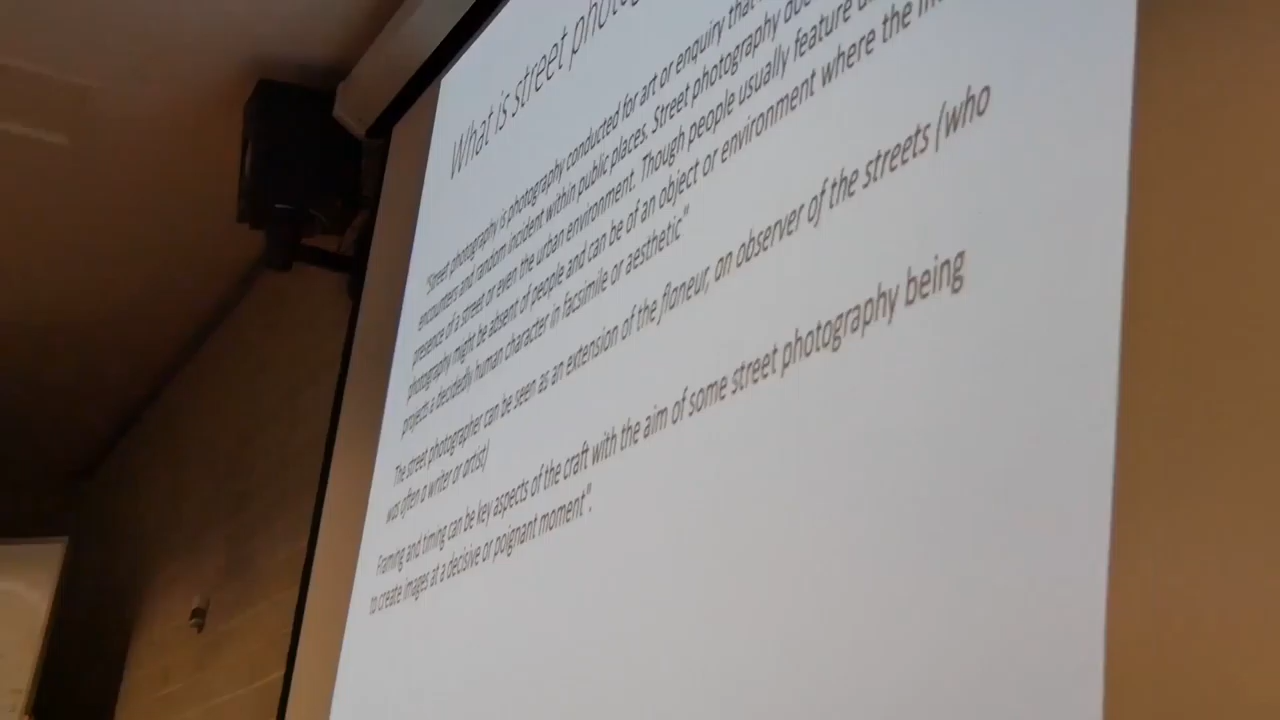 What is street
"Street photography is photography conducted for art or enquiry that
encounters and random incident within public places. Street photography
presence of a street or even the urban environment. Though people usually feature
photography might be absent of people and can be of an object or environment where the
projects a decidedly human character in facsimile or aesthetic"
The street photographer can be seen as an extension of the flaneur, an observer of the streets (who
was often a writer or artist)
Framing and timing can be key aspects of the craft with the aim of some street photography being
to create images at a decisive or poignant moment".